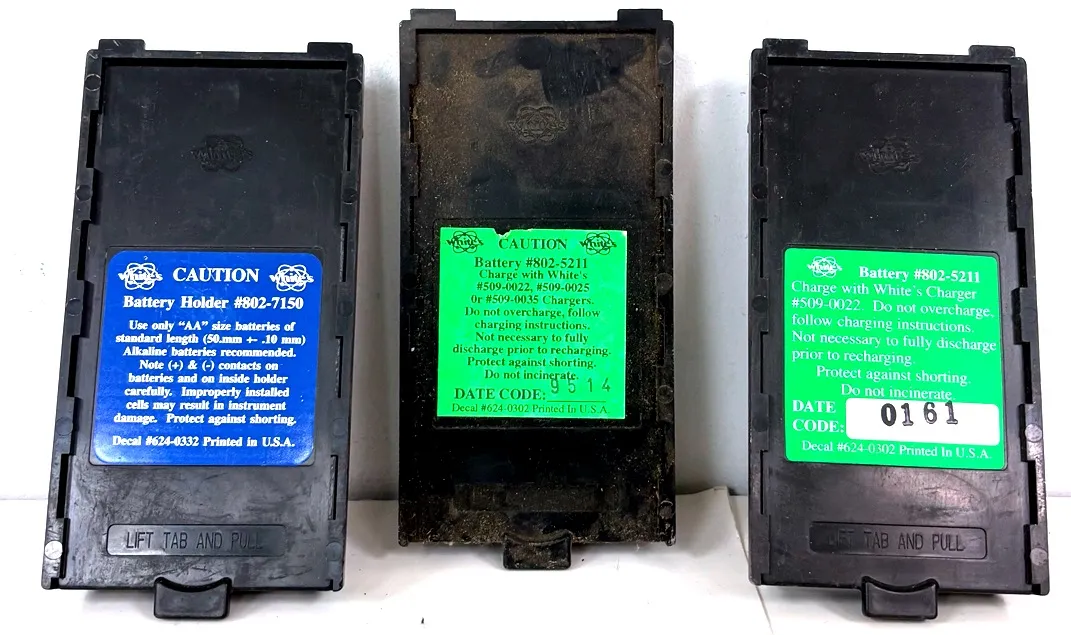 White's
White's CAUTION White's
Battery Holder #802-7150
Use only “AA” size batteries of
standard length (50.mm +- .10 mm)
Alkaline batteries recommended.
Note (+) & (-) contacts on
batteries and on inside holder
carefully. Improperly installed
cells may result in instrument
damage. Protect against shorting.
Decal #624-0332 Printed in U.S.A.
LIFT TAB AND PULL
White's CAUTION White's
Battery #802-5211
Charge with White's
#509-0022, #509-0025
or #509-0035 Chargers.
Do not overcharge, follow
charging instructions.
Not necessary to fully
discharge prior to recharging.
Protect against shorting.
Do not incinerate.
DATE CODE: 9514
Decal #624-0302 Printed In U.S.A.
White's
White's Battery #802-5211
Charge with White's Charger
#509-0022. Do not overcharge,
follow charging instructions.
Not necessary to fully discharge
prior to recharging.
Protect against shorting.
Do not incinerate.
DATE
CODE: 0161
Decal #624-0302 Printed In U.S.A.
LIFT TAB AND PULL